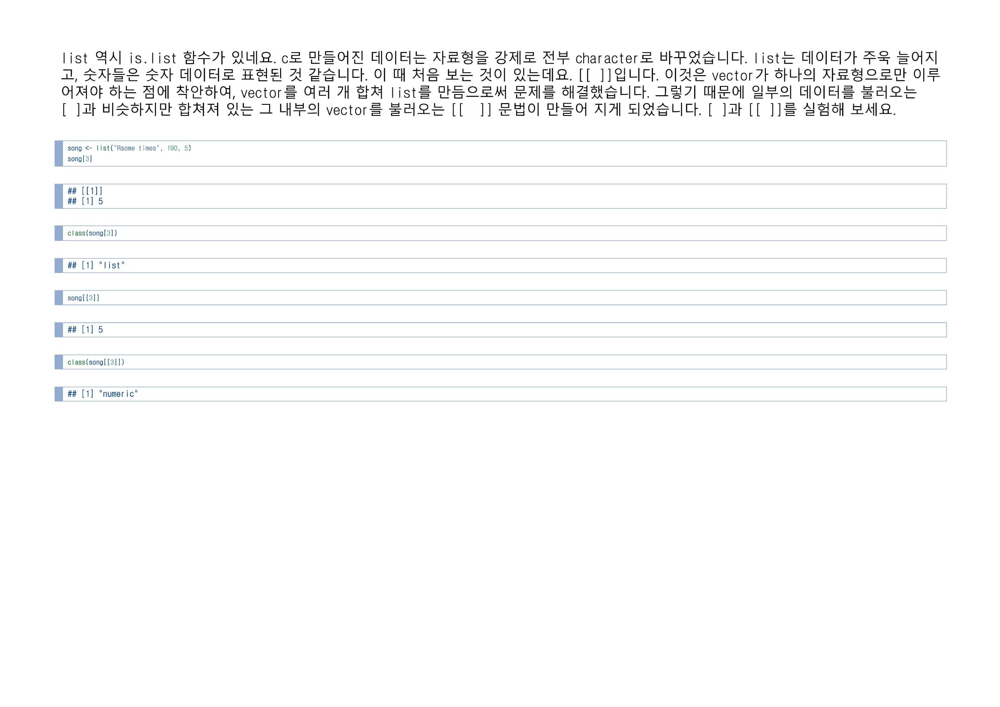 list 역시 is.list 함수가 있네요. c로 만들어진 데이터는 자료형을 강제로 전부 character로 바꾸었습니다. list는 데이터가 주욱 늘어지
고, 숫자들은 숫자 데이터로 표현된 것 같습니다. 이 때 처음 보는 것이 있는데요. [[ ]]입니다. 이것은 vector가 하나의 자료형으로만 이루
어져야 하는 점에 착안하여, vector를 여러 개 합쳐 list를 만듬으로써 문제를 해결했습니다. 그렇기 때문에 일부의 데이터를 불러오는
[ ]과 비슷하지만 합쳐져 있는 그 내부의 vector를 불러오는 [[ ]] 문법이 만들어 지게 되었습니다. [ ]과 [[ ]]를 실험해 보세요.
song <- list("Rsome times", 190, 5)
song[3]
## [[1]]
## [1] 5
class(song[3])
## [1] "list"
song[[3]]
## [1] 5
class(song[[3]])
## [1] "numeric"